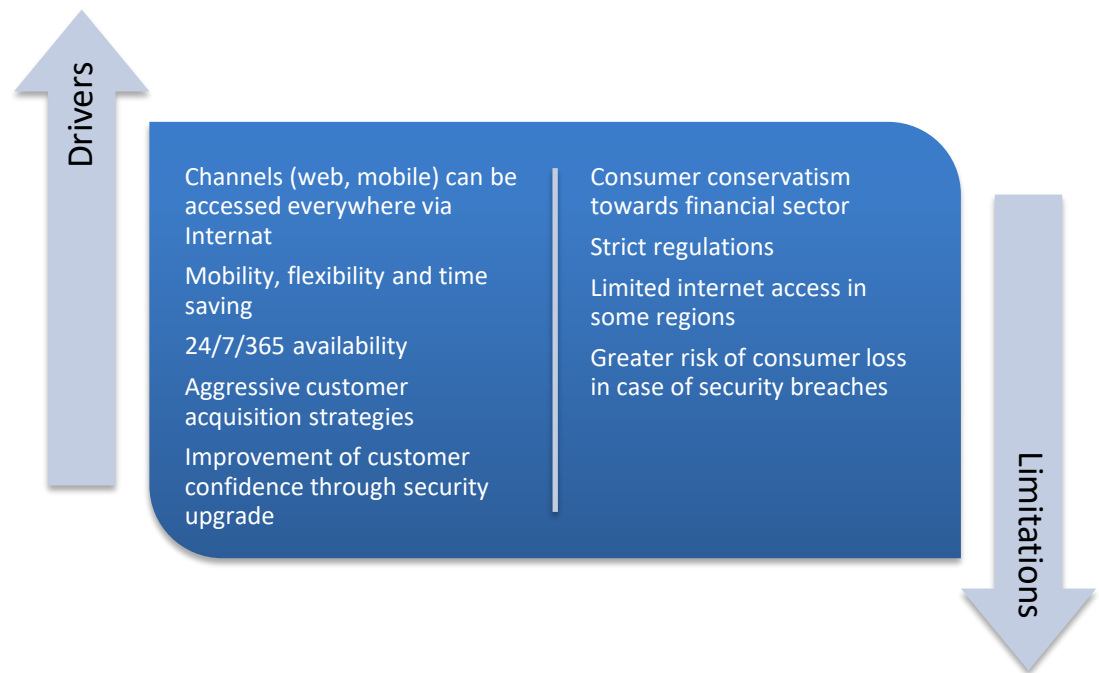 Drivers
Channels (web, mobile) can be
accessed everywhere via
Internat
Mobility, flexibility and time
saving
24/7/365 availability
Aggressive customer
acquisition strategies
Improvement of customer
confidence through security
upgrade
Consumer conservatism
towards financial sector
Strict regulations
Limited internet access in
some regions
Greater risk of consumer loss
in case of security breaches
Limitations